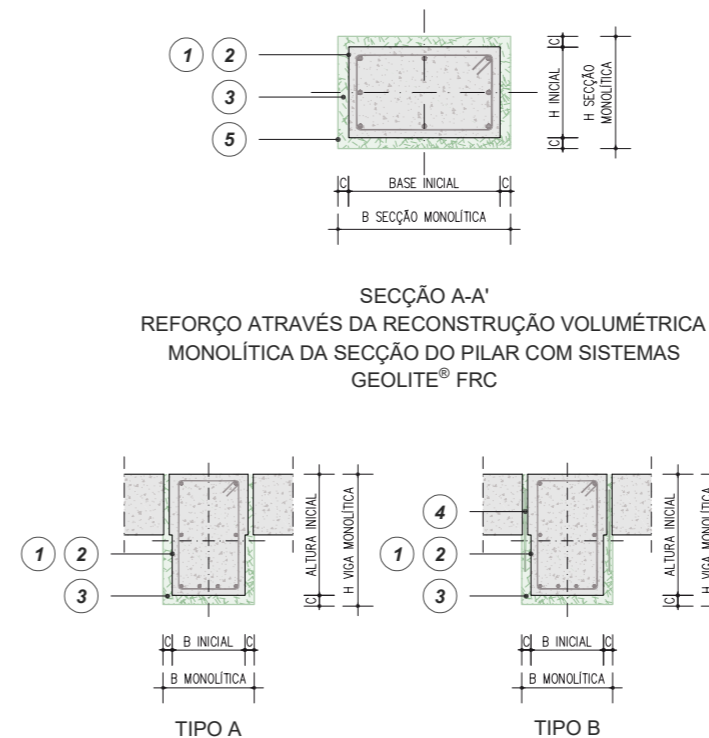 1 2
3
5
C
H INICIAL
C
H SECÇÃO
MONOLÍTICA
C BASE INICIAL C
B SECÇÃO MONOLÍTICA
SECÇÃO A-A'
REFORÇO ATRAVÉS DA RECONSTRUÇÃO VOLUMÉTRICA
MONOLÍTICA DA SECÇÃO DO PILAR COM SISTEMAS
GEOLITE® FRC
1 2
3
ALTURA INICIAL
C
H VIGA MONOLÍTICA
C B INICIAL C
B MONOLÍTICA
TIPO A
4
1 2
3
ALTURA INICIAL
C
H VIGA MONOLÍTICA
C B INICIAL C
B MONOLÍTICA
TIPO B